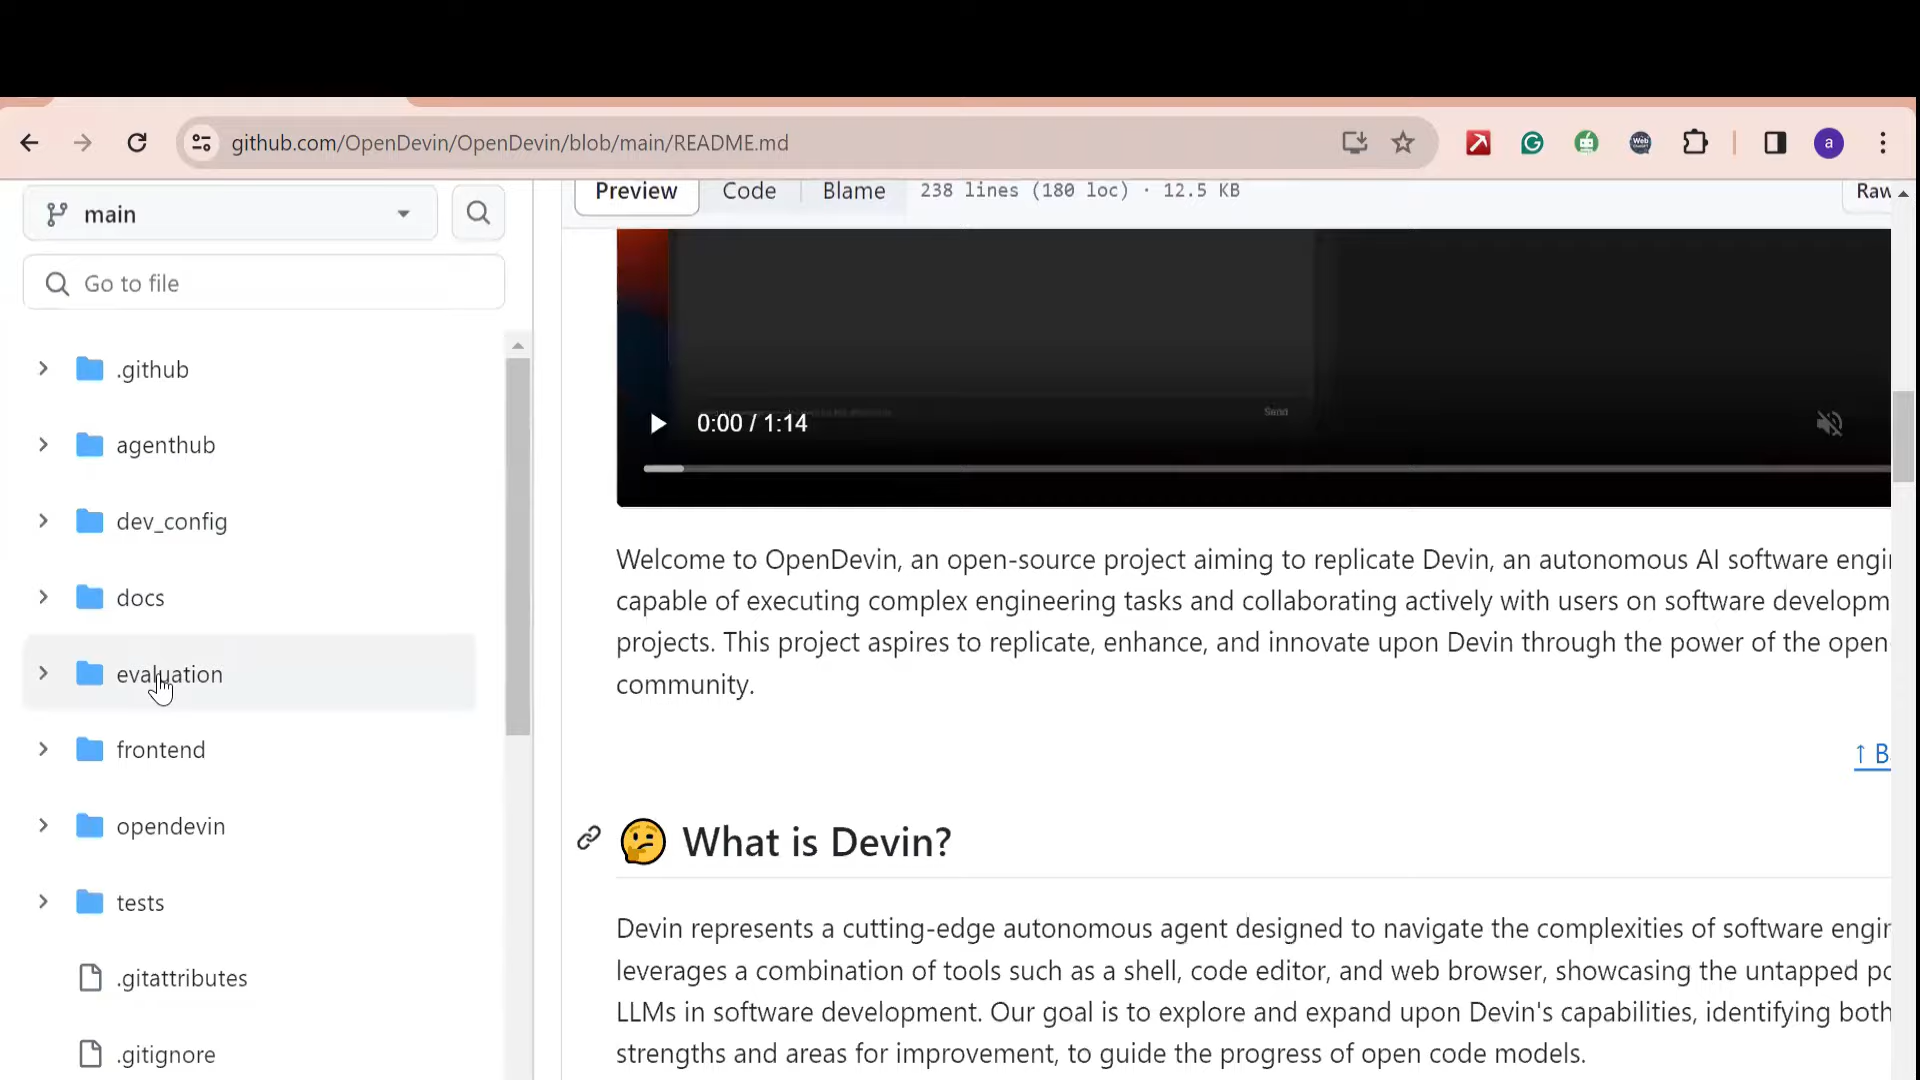 github.com/OpenDevin/OpenDevin/blob/main/README.md
Web
a
main
Go to file
.github
agenthub
dev_config
docs
evaluation
frontend
opendevin
tests
.gitattributes
.gitignore
Preview
Code
Blame
238 lines (180 loc) · 12.5 KB
Raw
Send
0:00 / 1:14
Welcome to OpenDevin, an open-source project aiming to replicate Devin, an autonomous AI software engi
capable of executing complex engineering tasks and collaborating actively with users on software developm
projects. This project aspires to replicate, enhance, and innovate upon Devin through the power of the open-
community.
↑ B
🤔 What is Devin?
Devin represents a cutting-edge autonomous agent designed to navigate the complexities of software engir
leverages a combination of tools such as a shell, code editor, and web browser, showcasing the untapped po
LLMs in software development. Our goal is to explore and expand upon Devin's capabilities, identifying both
strengths and areas for improvement, to guide the progress of open code models.